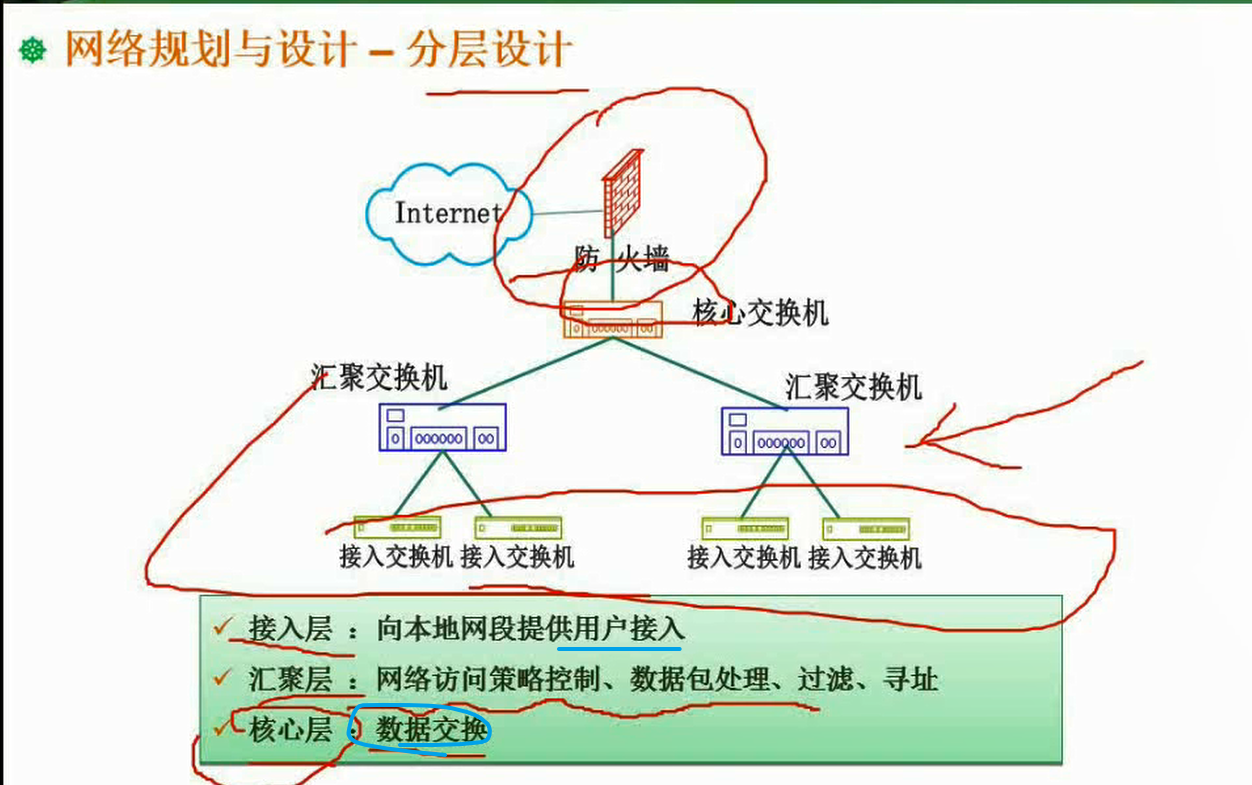 网络规划与设计 – 分层设计
Internet
防 火墙
核心交换机
汇聚交换机
汇聚交换机
接入交换机 接入交换机
接入交换机 接入交换机
✓ 接入层 : 向本地网段提供用户接入
✓ 汇聚层 : 网络访问策略控制、数据包处理、过滤、寻址
✓ 核心层 : 数据交换